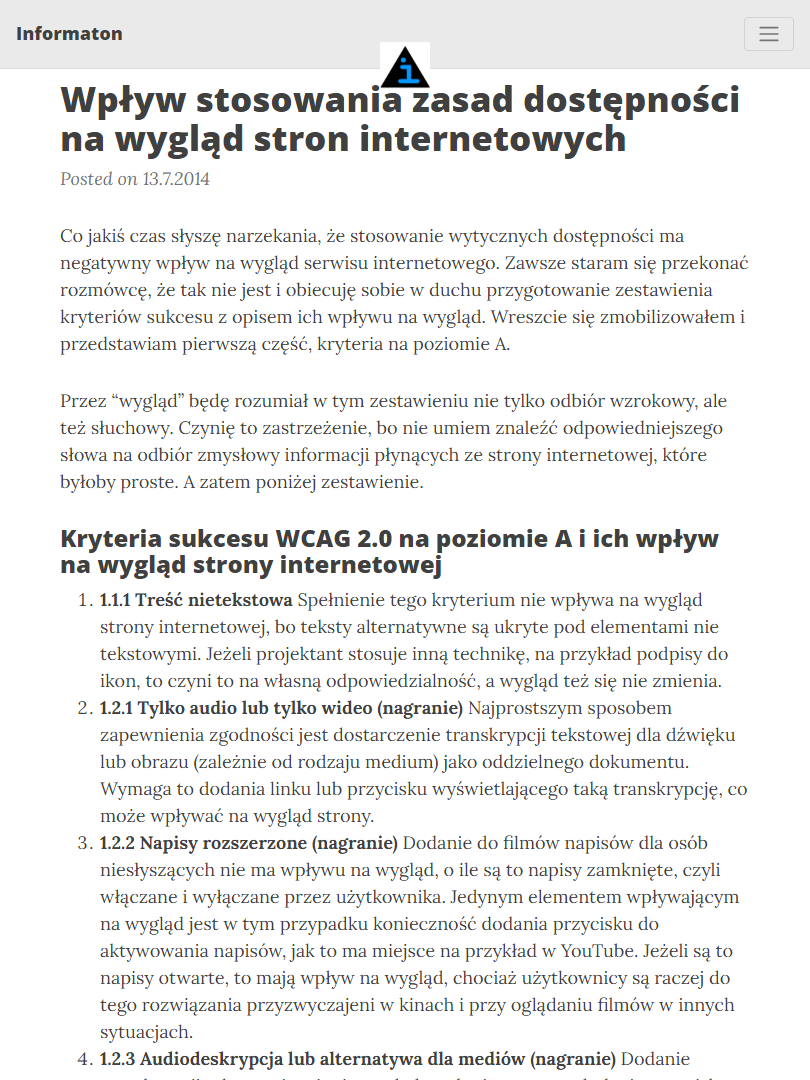 Informaton
i
Wpływ stosowania zasad dostępności
na wygląd stron internetowych
Posted on 13.7.2014
Co jakiś czas słyszę narzekania, że stosowanie wytycznych dostępności ma
negatywny wpływ na wygląd serwisu internetowego. Zawsze staram się przekonać
rozmówcę, że tak nie jest i obiecuję sobie w duchu przygotowanie zestawienia
kryteriów sukcesu z opisem ich wpływu na wygląd. Wreszcie się zmobilizowałem i
przedstawiam pierwszą część, kryteria na poziomie A.
Przez “wygląd” będę rozumiał w tym zestawieniu nie tylko odbiór wzrokowy, ale
też słuchowy. Czynię to zastrzeżenie, bo nie umiem znaleźć odpowiedniejszego
słowa na odbiór zmysłowy informacji płynących ze strony internetowej, które
byłoby proste. A zatem poniżej zestawienie.
Kryteria sukcesu WCAG 2.0 na poziomie A i ich wpływ
na wygląd strony internetowej
1. 1.1.1 Treść nietekstowa Spełnienie tego kryterium nie wpływa na wygląd
strony internetowej, bo teksty alternatywne są ukryte pod elementami nie
tekstowymi. Jeżeli projektant stosuje inną technikę, na przykład podpisy do
ikon, to czyni to na własną odpowiedzialność, a wygląd też się nie zmienia.
2. 1.2.1 Tylko audio lub tylko wideo (nagranie) Najprostszym sposobem
zapewnienia zgodności jest dostarczenie transkrypcji tekstowej dla dźwięku
lub obrazu (zależnie od rodzaju medium) jako oddzielnego dokumentu.
Wymaga to dodania linku lub przycisku wyświetlającego taką transkrypcję, co
może wpływać na wygląd strony.
3. 1.2.2 Napisy rozszerzone (nagranie) Dodanie do filmów napisów dla osób
niesłyszących nie ma wpływu na wygląd, o ile są to napisy zamknięte, czyli
włączane i wyłączane przez użytkownika. Jedynym elementem wpływającym
na wygląd jest w tym przypadku konieczność dodania przycisku do
aktywowania napisów, jak to ma miejsce na przykład w YouTube. Jeżeli są to
napisy otwarte, to mają wpływ na wygląd, chociaż użytkownicy są raczej do
tego rozwiązania przyzwyczajeni w kinach i przy oglądaniu filmów w innych
sytuacjach.
4. 1.2.3 Audiodeskrypcja lub alternatywa dla mediów (nagranie) Dodanie